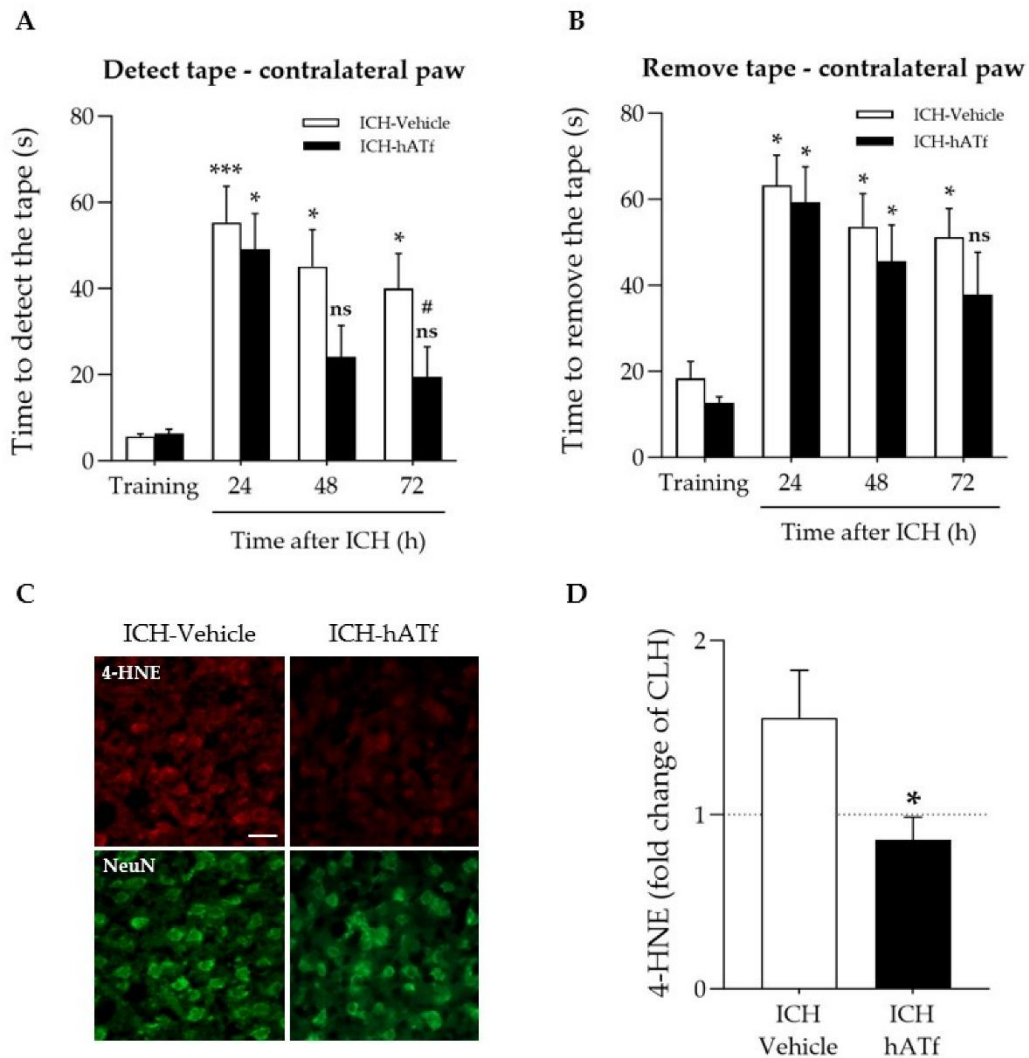 A
Detect tape - contralateral paw
Time to detect the tape (s)
80
60
40
20
0
ICH-Vehicle
ICH-hATf
***
*
*
ns
*
#
ns
Training
24
48
72
Time after ICH (h)
B
Remove tape - contralateral paw
Time to remove the tape (s)
80
60
40
20
0
ICH-Vehicle
ICH-hATf
*
*
*
*
*
ns
Training
24
48
72
Time after ICH (h)
C
ICH-Vehicle
ICH-hATf
4-HNE
NeuN
D
4-HNE (fold change of CLH)
2
1
0
*
ICH
Vehicle
ICH
hATf